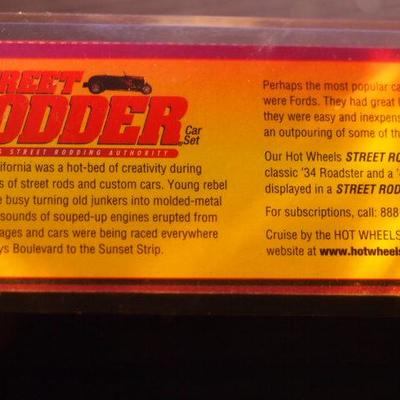 STREET
RODDER
Car
Set
STREET RODDING AUTHORITY
ifornia was a hot-bed of creativity during
s of street rods and custom cars. Young rebel
e busy turning old junkers into molded-metal
sounds of souped-up engines erupted from
ages and cars were being raced everywhere
ys Boulevard to the Sunset Strip.
Perhaps the most popular ca
were Fords. They had great
they were easy and inexpens
an outpouring of some of th
Our Hot Wheels STREET RO
classic '34 Roadster and a '
displayed in a STREET ROD
For subscriptions, call: 888
Cruise by the HOT WHEELS
website at www.hotwheels